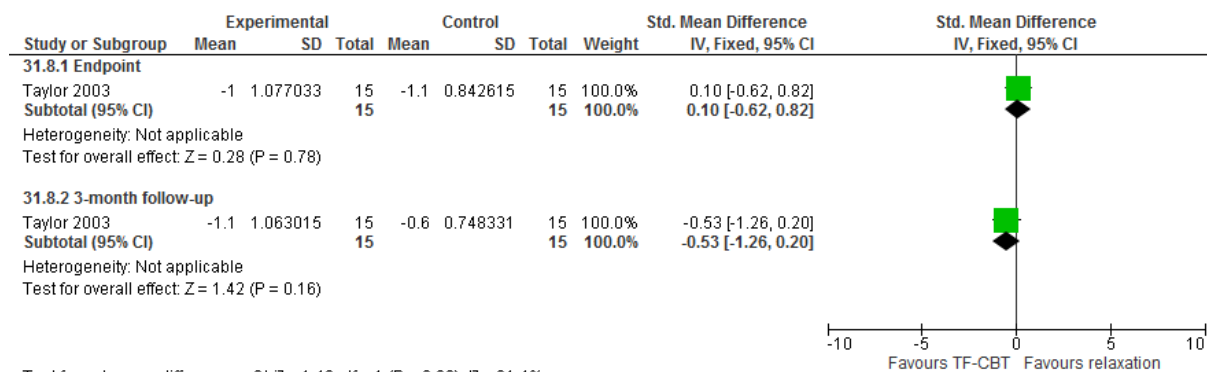 Experimental Control Std. Mean Difference Std. Mean Difference
Study or Subgroup Mean SD Total Mean SD Total Weight IV, Fixed, 95% CI IV, Fixed, 95% CI
31.8.1 Endpoint
Taylor 2003 -1 1.077033 15 -1.1 0.842615 15 100.0% 0.10 [-0.62, 0.82]
Subtotal (95% CI) 15 15 100.0% 0.10 [-0.62, 0.82]
Heterogeneity: Not applicable
Test for overall effect: Z = 0.28 (P = 0.78)
31.8.2 3-month follow-up
Taylor 2003 -1.1 1.063015 15 -0.6 0.748331 15 100.0% -0.53 [-1.26, 0.20]
Subtotal (95% CI) 15 15 100.0% -0.53 [-1.26, 0.20]
Heterogeneity: Not applicable
Test for overall effect: Z = 1.42 (P = 0.16)
-10 -5 0 5 10
Favours TF-CBT Favours relaxation